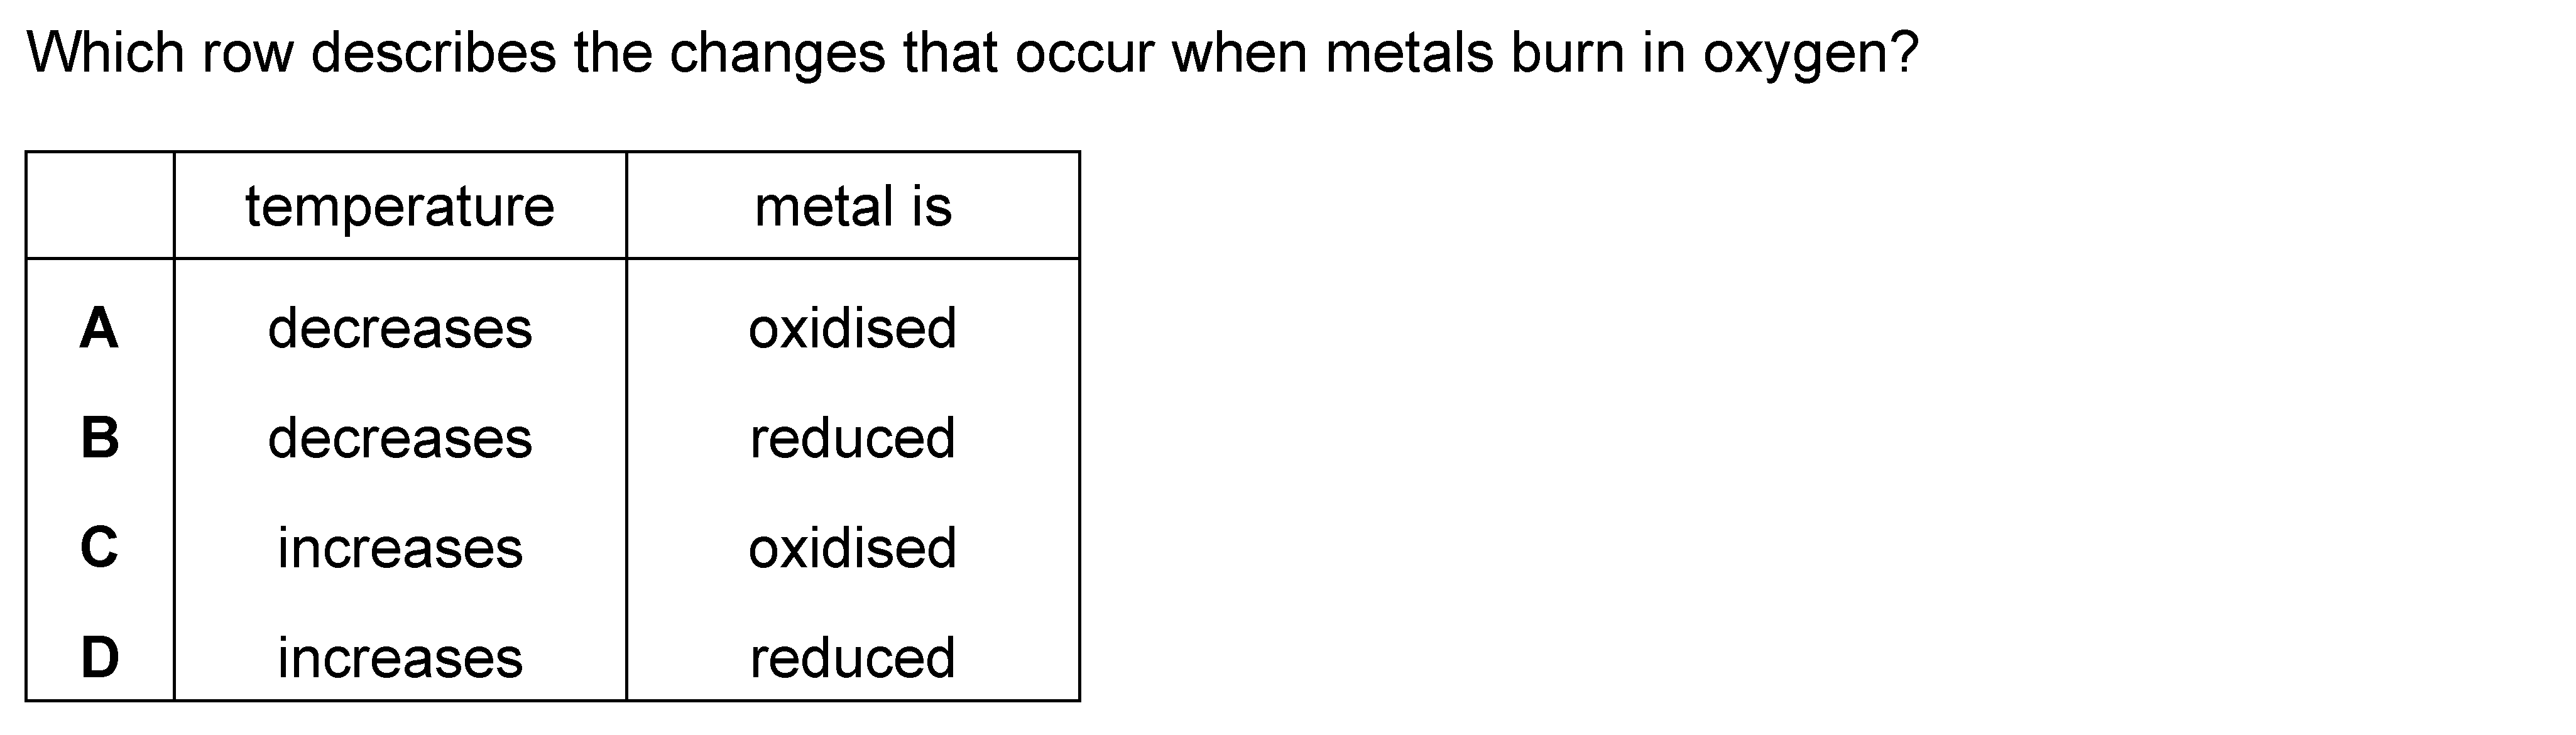 Which row describes the changes that occur when metals burn in oxygen?
temperature metal is
A decreases oxidised
B decreases reduced
C increases oxidised
D increases reduced